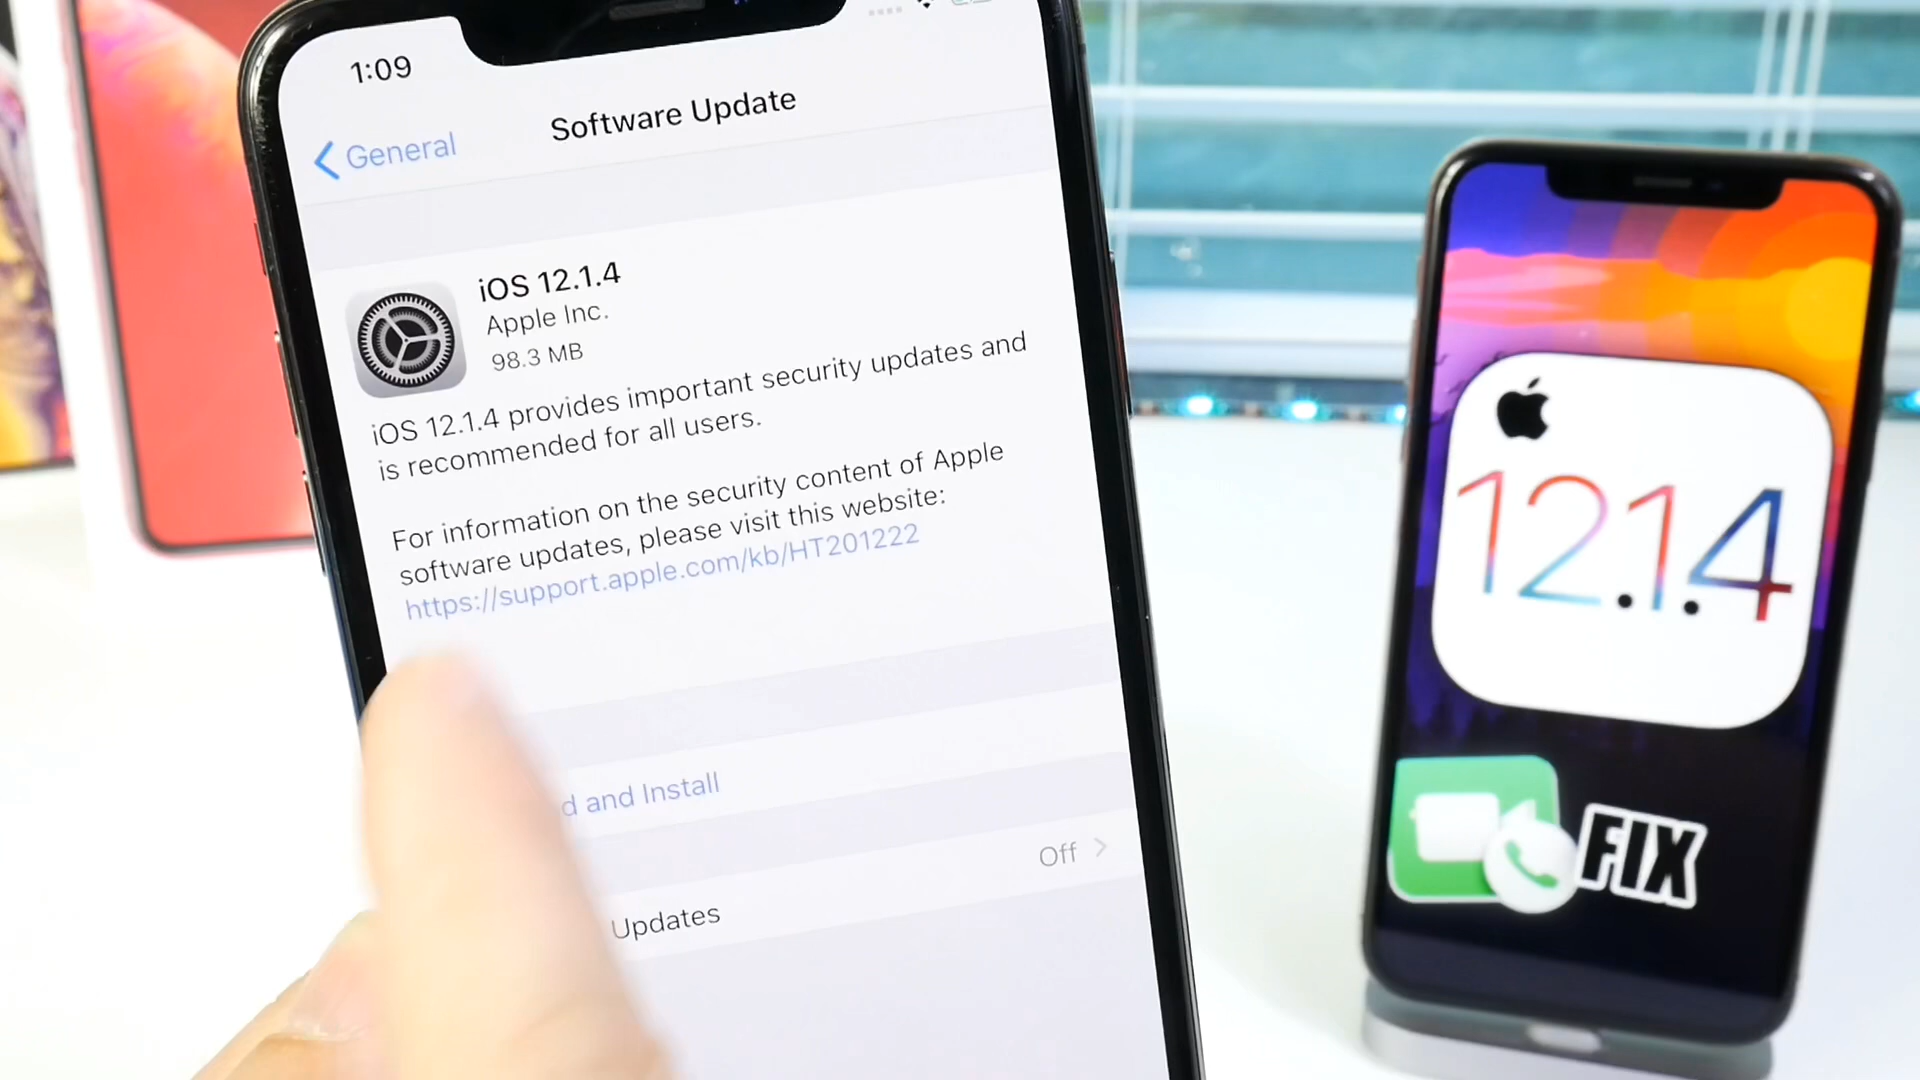 1:09
General
Software Update
iOS 12.1.4
Apple Inc.
98.3 MB
iOS 12.1.4 provides important security updates and
is recommended for all users.
For information on the security content of Apple
software updates, please visit this website:
https://support.apple.com/kb/HT201222
d and Install
Updates
Off
12.1.4
FIX